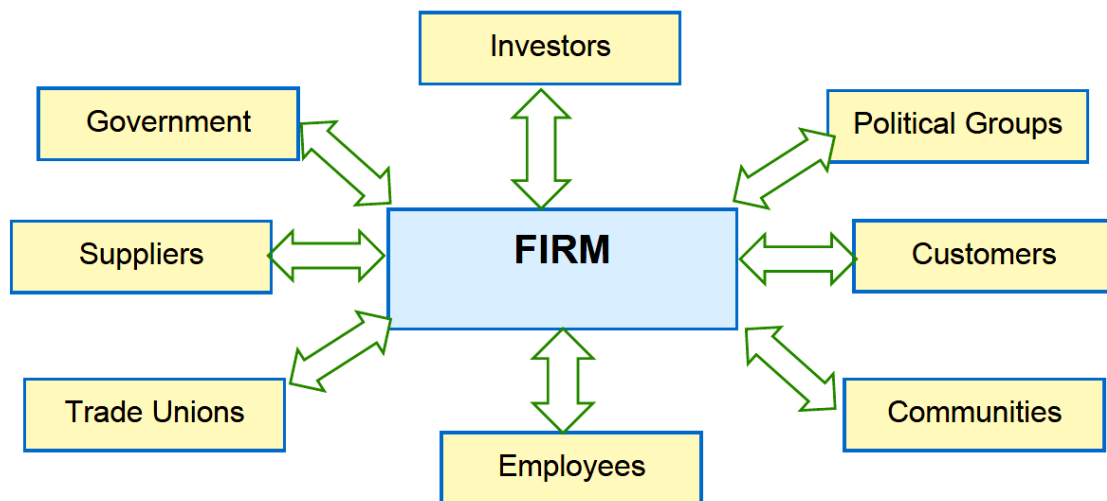 Investors
Government
Political Groups
FIRM
Suppliers
Customers
Trade Unions
Communities
Employees